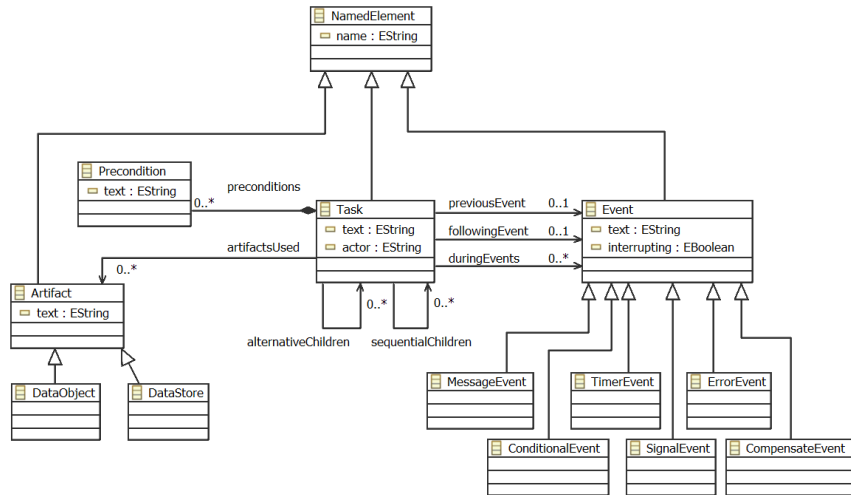 NamedElement
name : EString
Precondition
text : EString
preconditions
0..*
Task
text : EString
actor : EString
previousEvent
0..1
followingEvent
0..1
duringEvents
0..*
Event
text : EString
interrupting : EBoolean
artifactsUsed
0..*
Artifact
text : EString
0..*
0..*
alternativeChildren
sequentialChildren
DataObject
DataStore
MessageEvent
TimerEvent
ErrorEvent
ConditionalEvent
SignalEvent
CompensateEvent